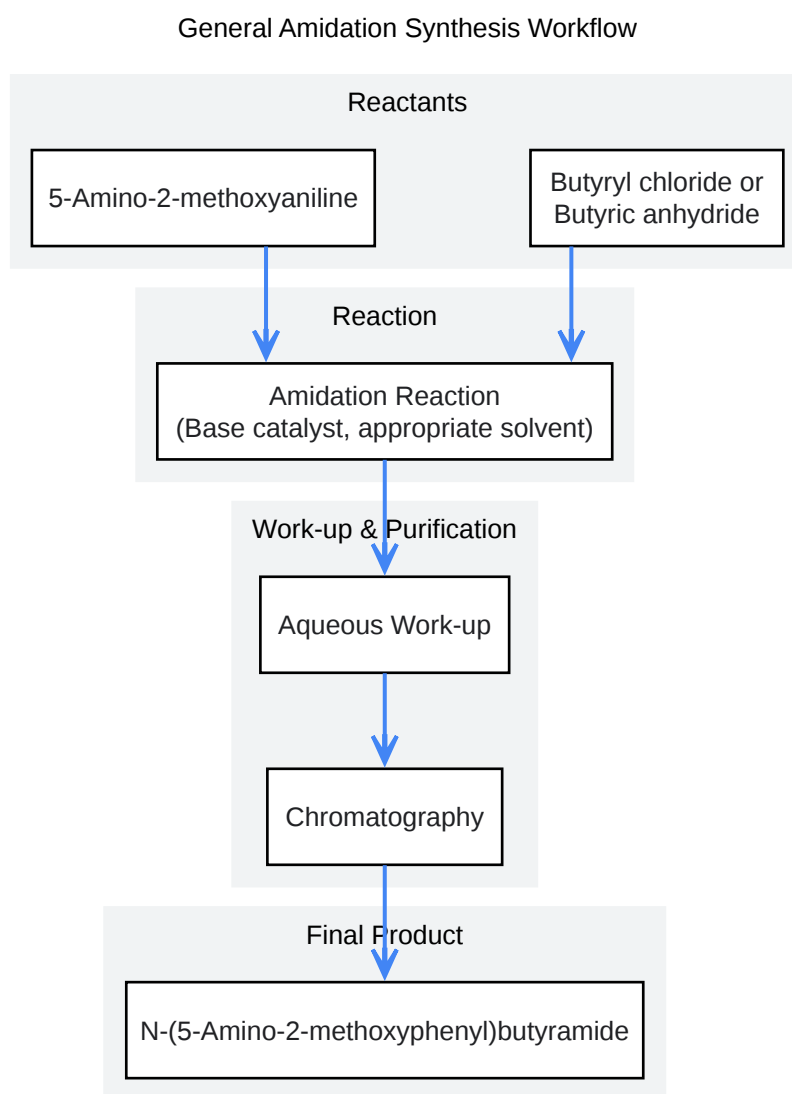 General Amidation Synthesis Workflow
Reactants
5-Amino-2-methoxyaniline
Butyryl chloride or
Butyric anhydride
Reaction
Amidation Reaction
(Base catalyst, appropriate solvent)
Work-up & Purification
Aqueous Work-up
Chromatography
Final Product
N-(5-Amino-2-methoxyphenyl)butyramide